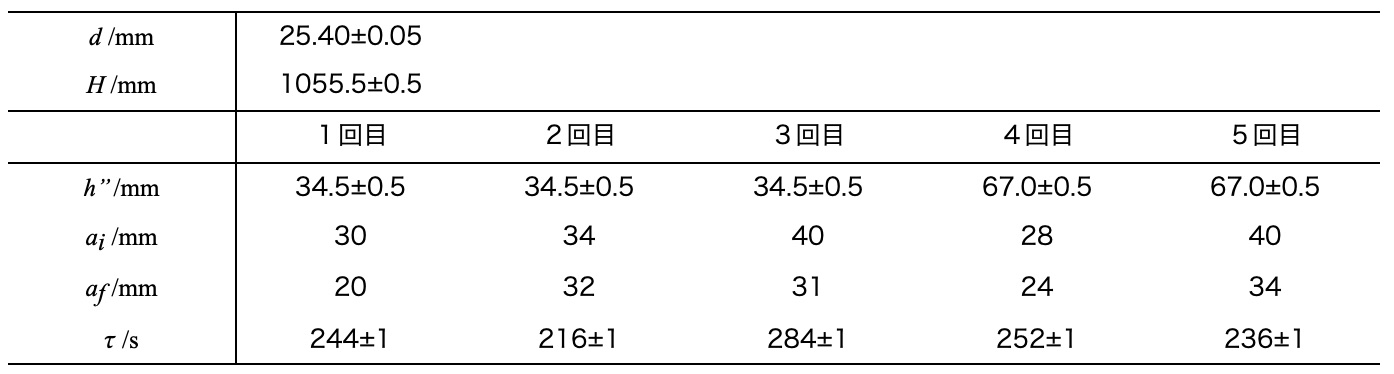 d /mm 25.40±0.05
H /mm 1055.5±0.5
1回目 2回目 3回目 4回目 5回目
h”/mm 34.5±0.5 34.5±0.5 34.5±0.5 67.0±0.5 67.0±0.5
ai /mm 30 34 40 28 40
af /mm 20 32 31 24 34
τ /s 244±1 216±1 284±1 252±1 236±1